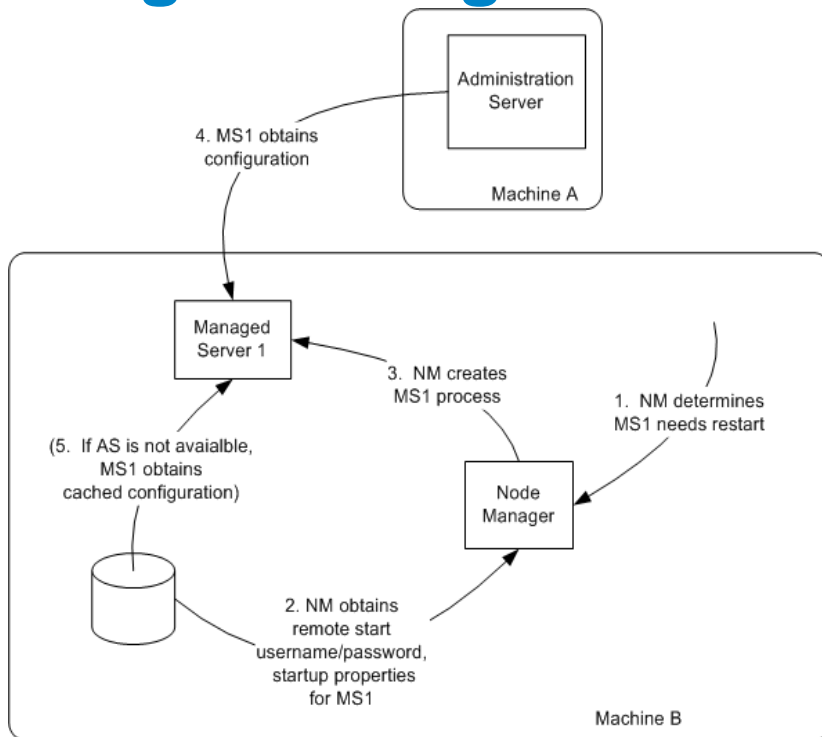 Administration
Server
4. MS1 obtains
configuration
Machine A
Managed
Server 1
3. NM creates
MS1 process
1. NM determines
MS1 needs restart
(5. If AS is not avaialble,
MS1 obtains
cached configuration)
Node
Manager
2. NM obtains
remote start
username/password,
startup properties
for MS1
Machine B